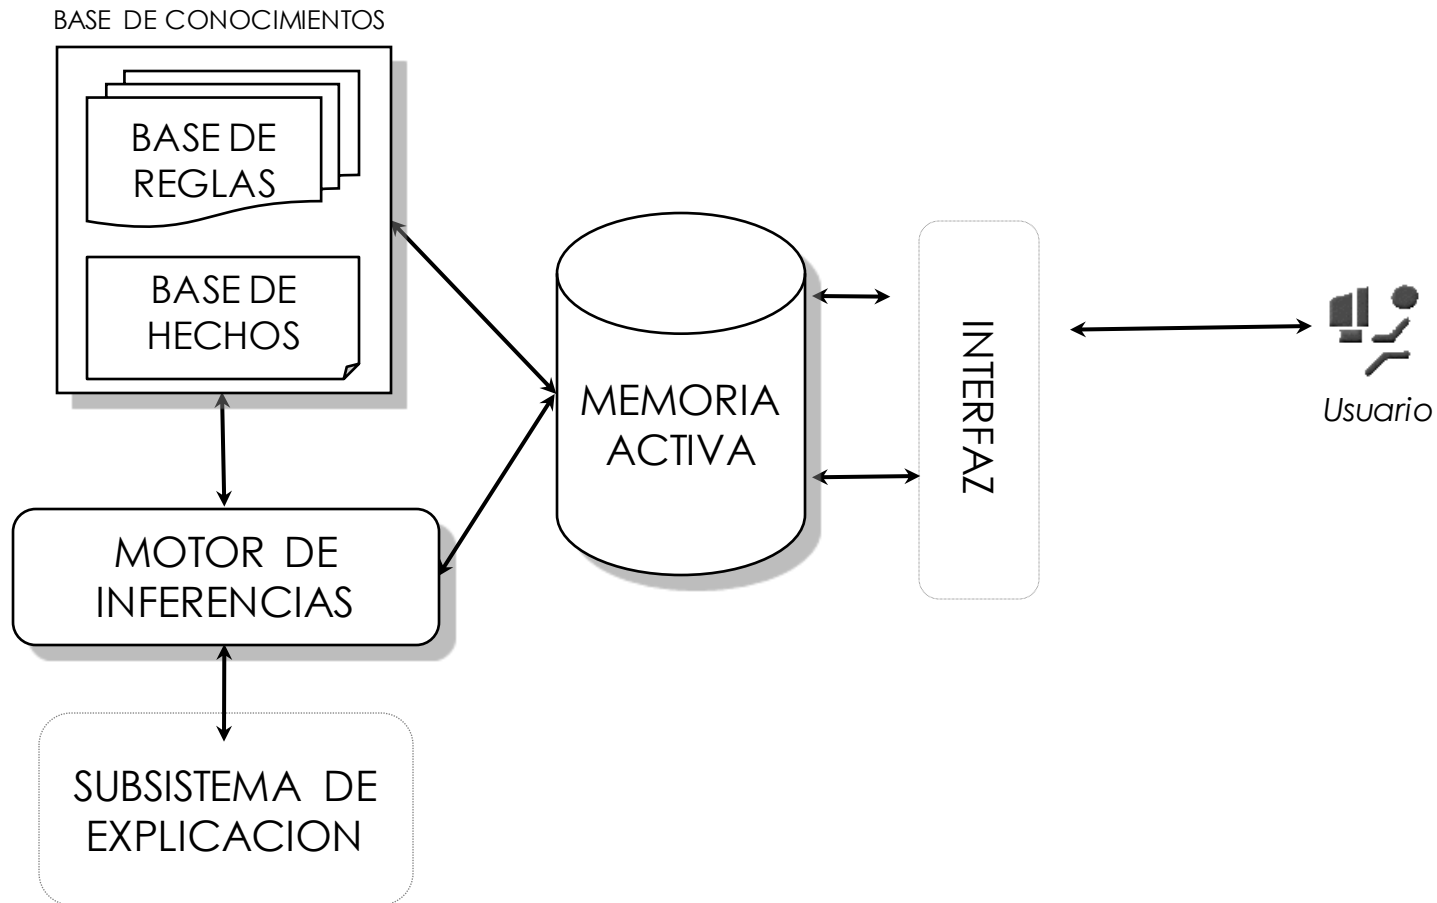 BASE DE CONOCIMIENTOS
BASE DE
REGLAS
BASE DE
HECHOS
MOTOR DE
INFERENCIAS
SUBSISTEMA DE
EXPLICACION
MEMORIA
ACTIVA
INTERFAZ
Usuario